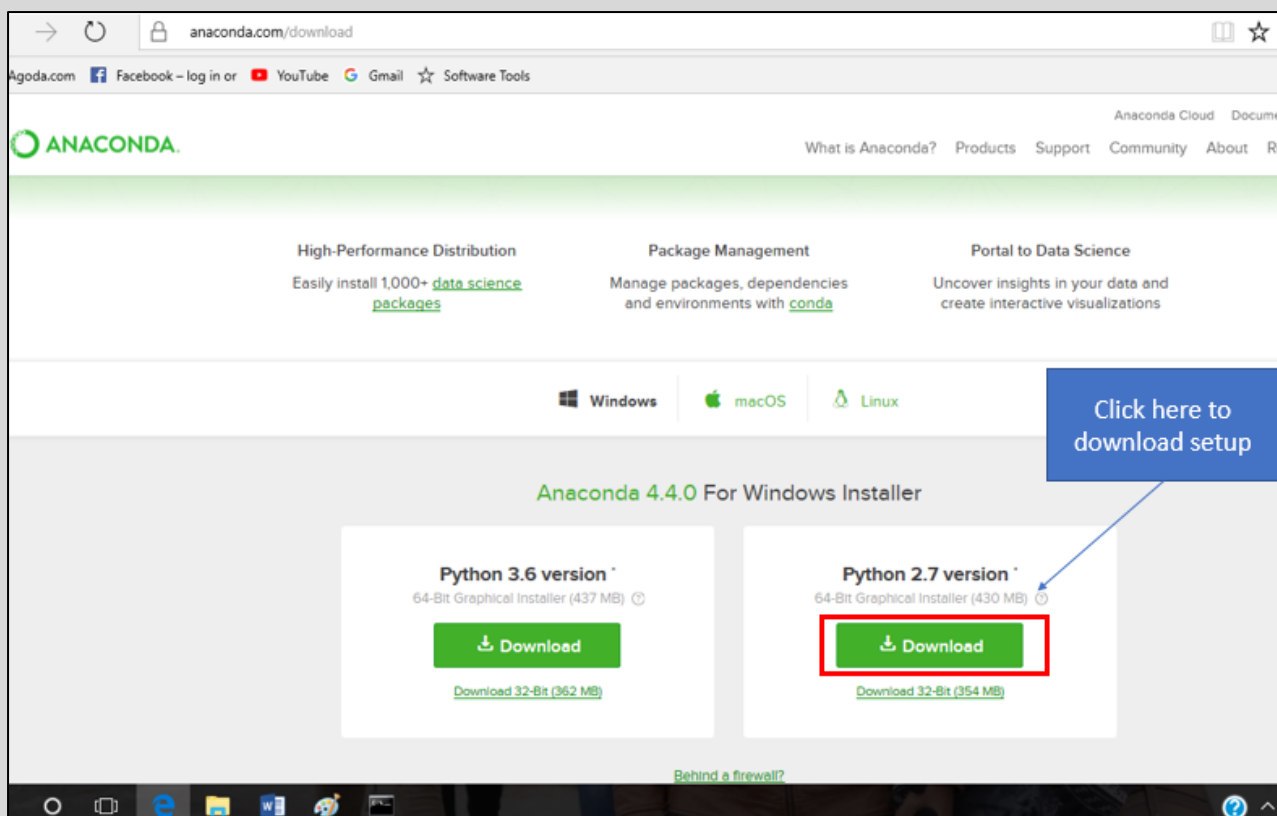 anaconda.com/download
Agoda.com Facebook – log in or YouTube Gmail Software Tools
Anaconda Cloud
ANACONDA.
What is Anaconda? Products Support Community About
High-Performance Distribution
Easily install 1,000+ data science
packages
Package Management
Manage packages, dependencies
and environments with conda
Portal to Data Science
Uncover insights in your data and
create interactive visualizations
Windows macOS Linux
Click here to
download setup
Anaconda 4.4.0 For Windows Installer
Python 3.6 version *
64-Bit Graphical Installer (437 MB) ?
Download
Download 32-Bit (362 MB)
Python 2.7 version *
64-Bit Graphical Installer (430 MB) ?
Download
Download 32-Bit (354 MB)
Behind a firewall?